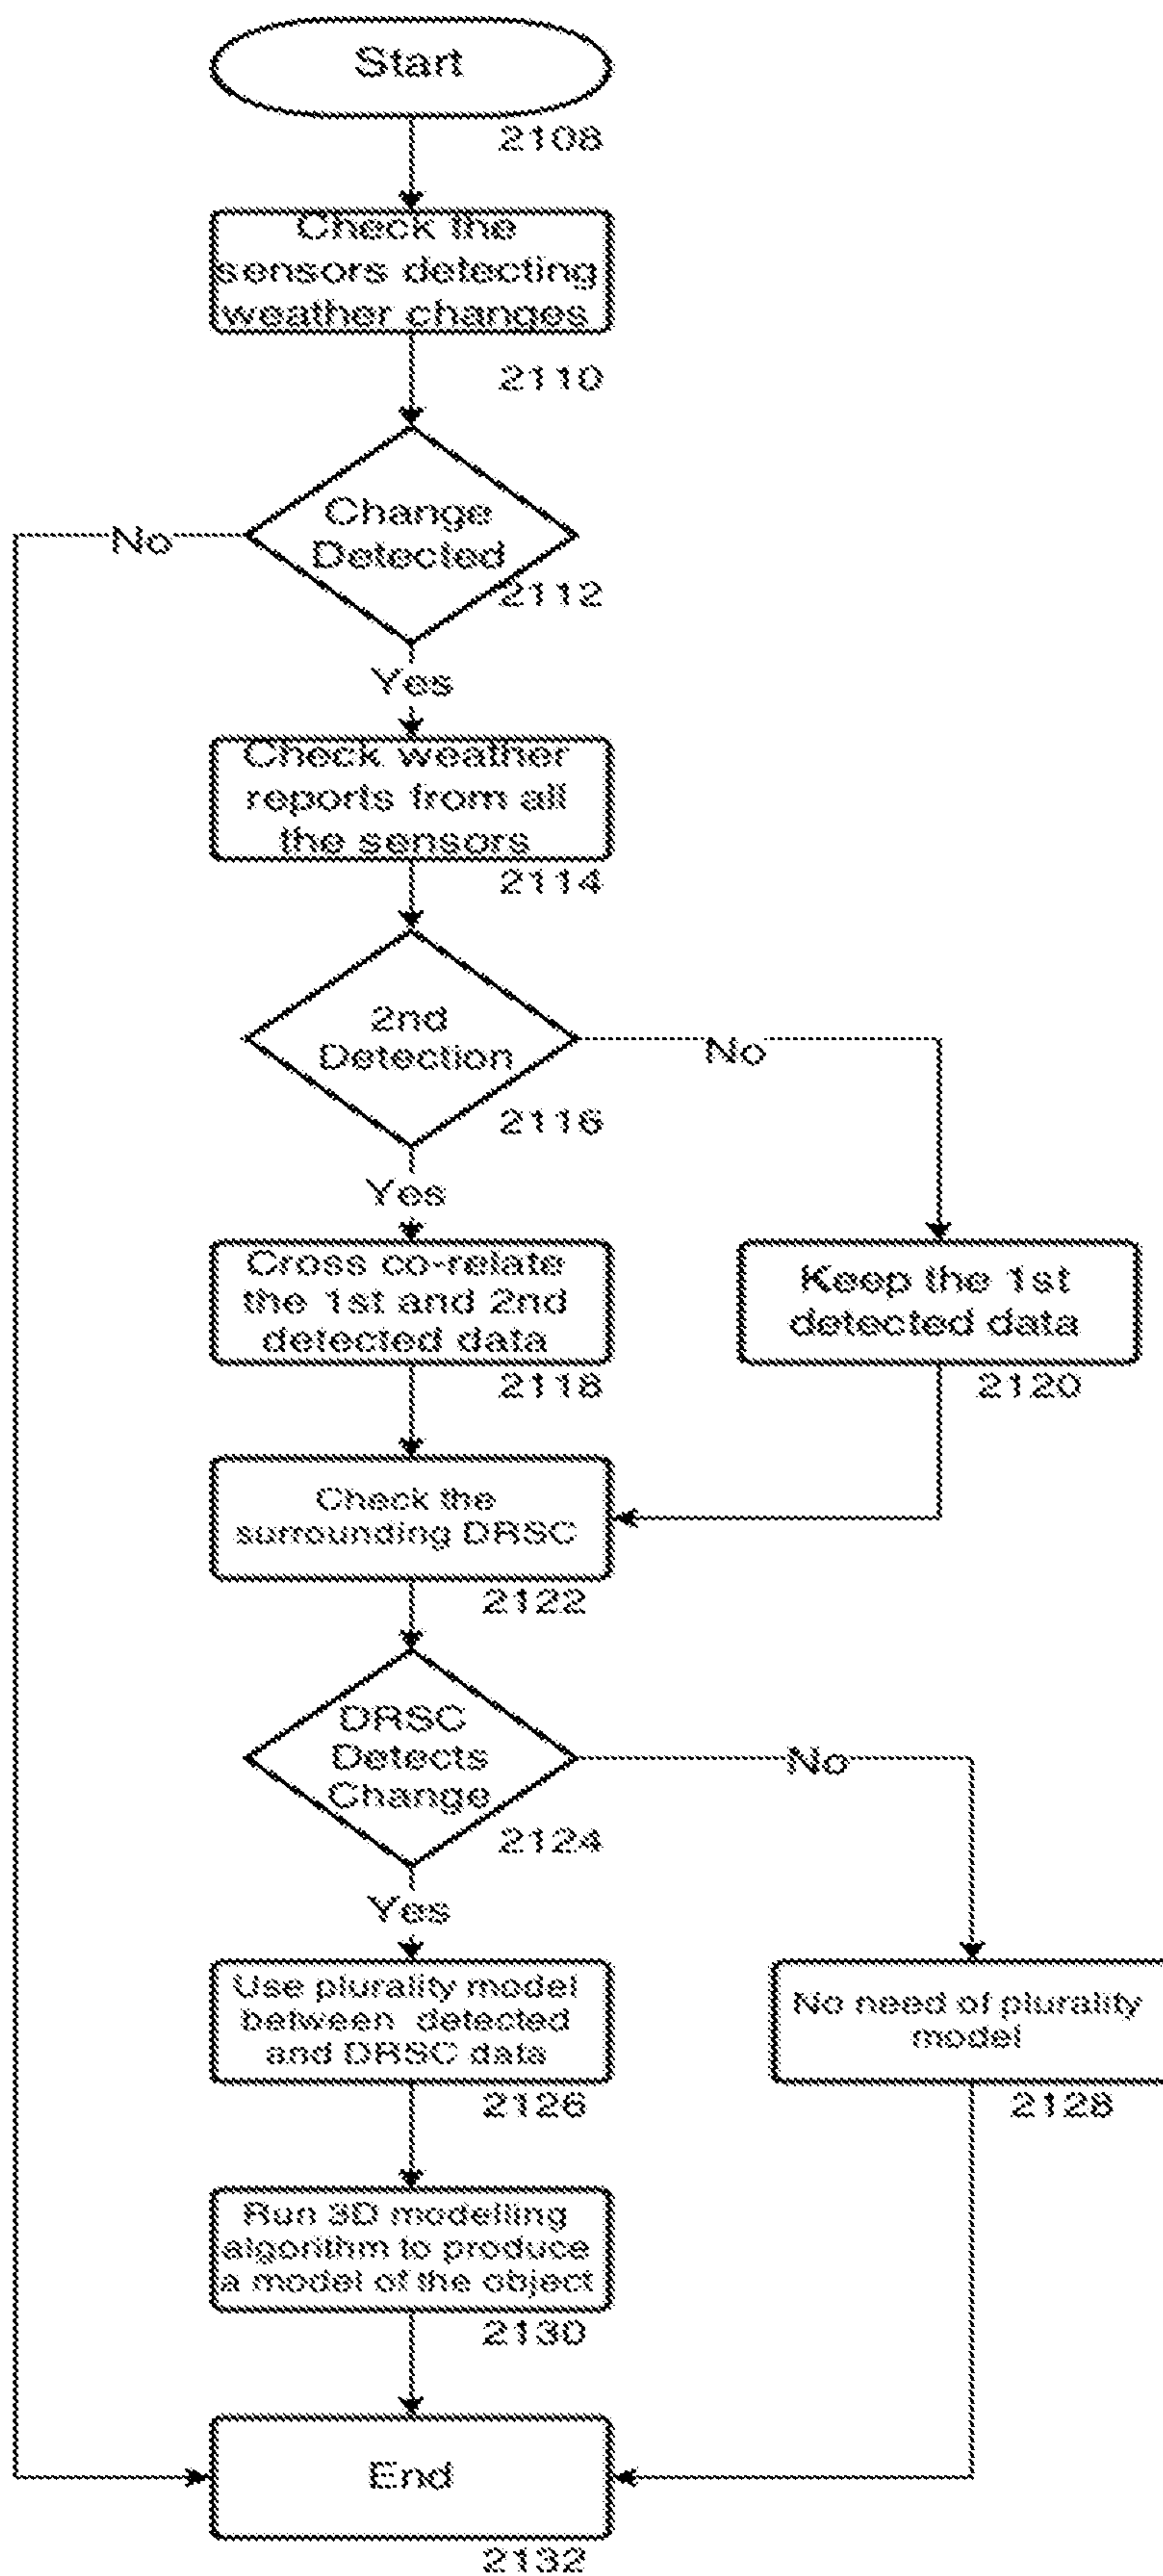 Start
2108
Check the
sensors detecting
weather changes
2110
Change
Detected
2112
No
Yes
Check weather
reports from all
the sensors
2114
2nd
Detection
2116
No
Yes
Cross co-relate
the 1st and 2nd
detected data
2118
Keep the 1st
detected data
2120
Check the
surrounding DRSC
2122
DRSC
Detects
Change
2124
No
Yes
Use plurality model
between detected
and DRSC data
2126
No need of plurality
model
2128
Run 3D modelling
algorithm to produce
a model of the object
2130
End
2132